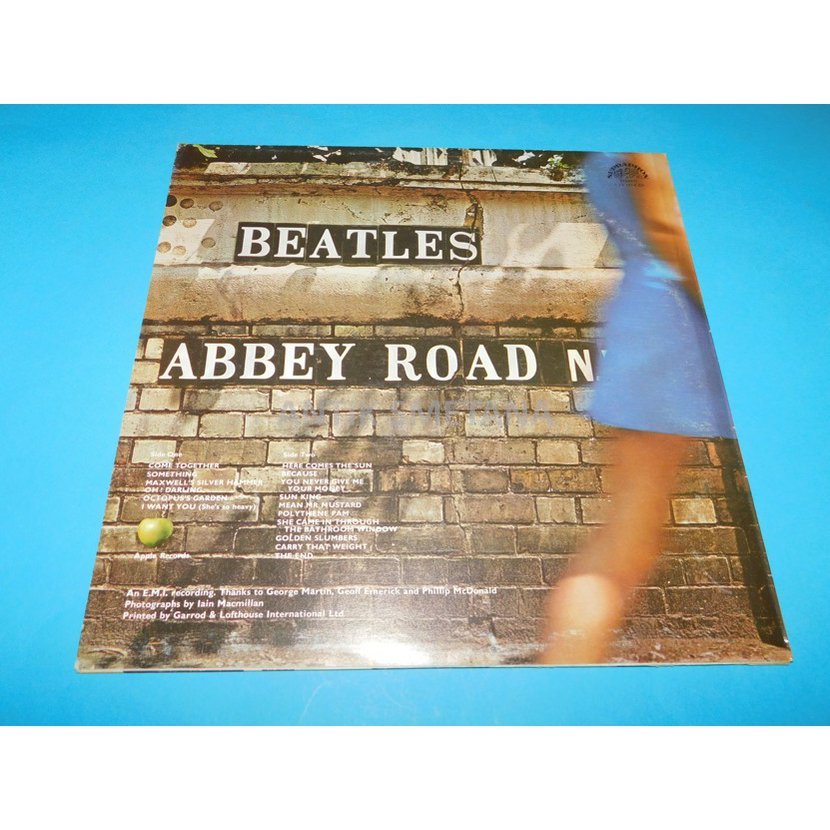 SUPRAPHON
BEATLES
ABBEY ROAD N
Side One
COME TOGETHER
SOMETHING
MAXWELL'S SILVER HAMMER
OH! DARLING
OCTOPUS'S GARDEN
I WANT YOU (She's so heavy)
Apple Records
Side Two
HERE COMES THE SUN
BECAUSE
YOU NEVER GIVE ME
YOUR MONEY
SUN KING
MEAN MR MUSTARD
POLYTHENE PAM
SHE CAME IN THROUGH
THE BATHROOM WINDOW
GOLDEN SLUMBERS
CARRY THAT WEIGHT
THE END
An E.M.I. recording. Thanks to George Martin, Geoff Emerick and Phillip McDonald
Photographs by Iain Macmillan
Printed by Garrod & Lofthouse International Ltd